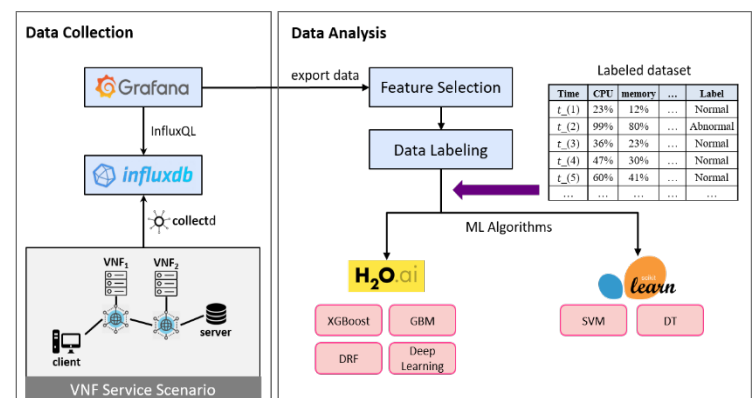 Data Collection
Grafana
InfluxQL
influxdb
collectd
VNF1
VNF2
client
server
VNF Service Scenario
Data Analysis
export data
Feature Selection
Data Labeling
Labeled dataset
Time CPU memory … Label
t_(1) 23% 12% … Normal
t_(2) 99% 80% … Abnormal
t_(3) 36% 23% … Normal
t_(4) 47% 30% … Normal
t_(5) 60% 41% … Normal
… … … …
ML Algorithms
H2O.ai
scikit
learn
XGBoost
GBM
DRF
Deep
Learning
SVM
DT